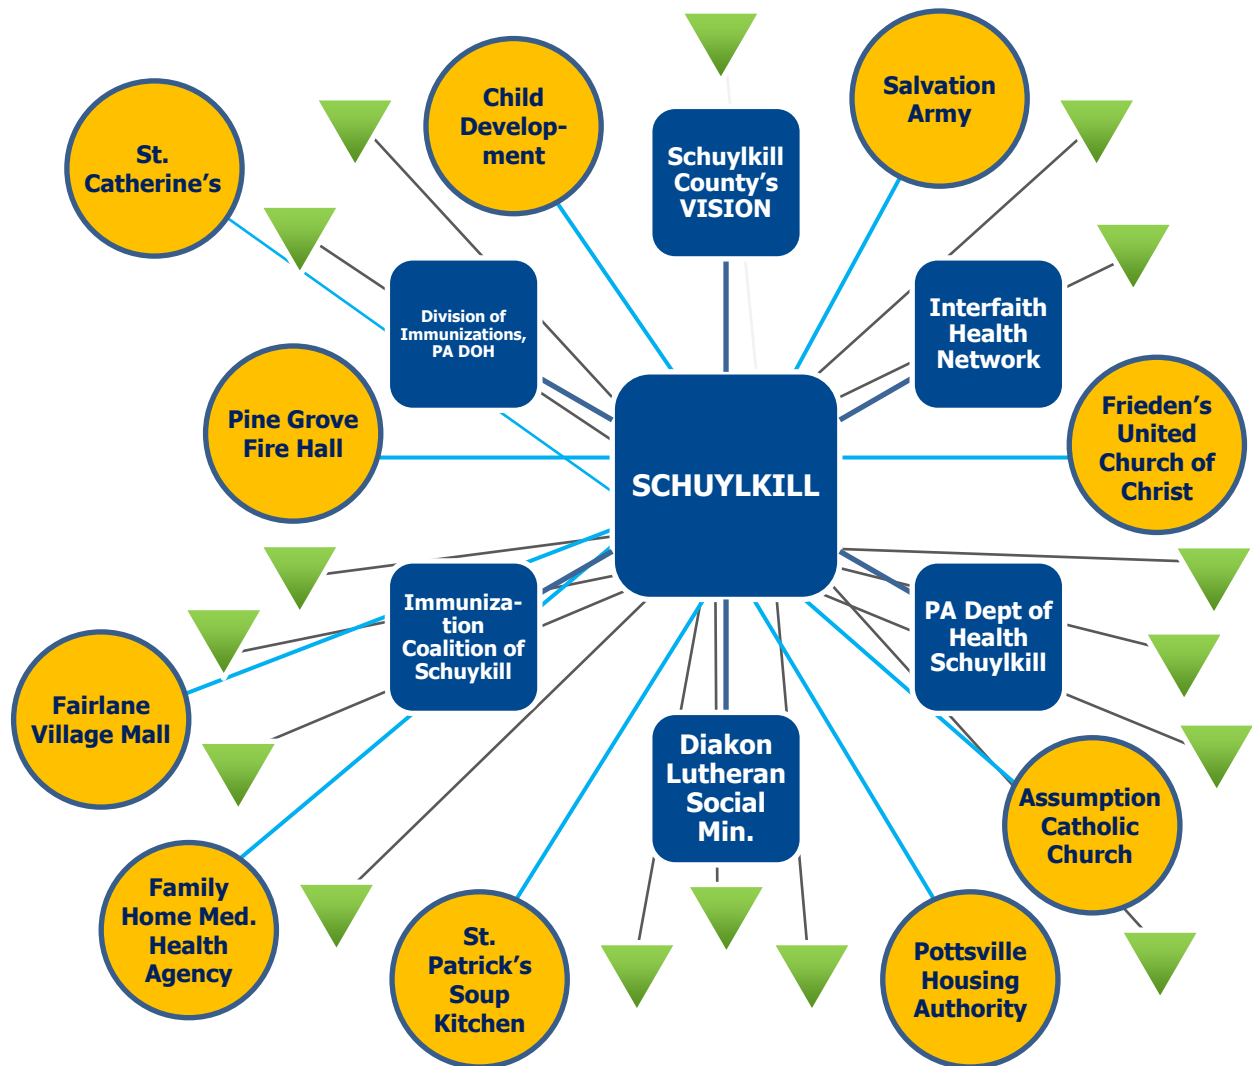 Salvation
Army
Child
Develop-
ment
Schuylkill
County’s
VISION
St.
Catherine’s
Division of
Immunizations,
PA DOH
Interfaith
Health
Network
Pine Grove
Fire Hall
Frieden’s
United
Church of
Christ
SCHUYLKILL
Immuniza-
tion
Coalition of
Schuykill
PA Dept of
Health
Schuylkill
Fairlane
Village Mall
Diakon
Lutheran
Social
Min.
Assumption
Catholic
Church
Family
Home Med.
Health
Agency
St.
Patrick’s
Soup
Kitchen
Pottsville
Housing
Authority